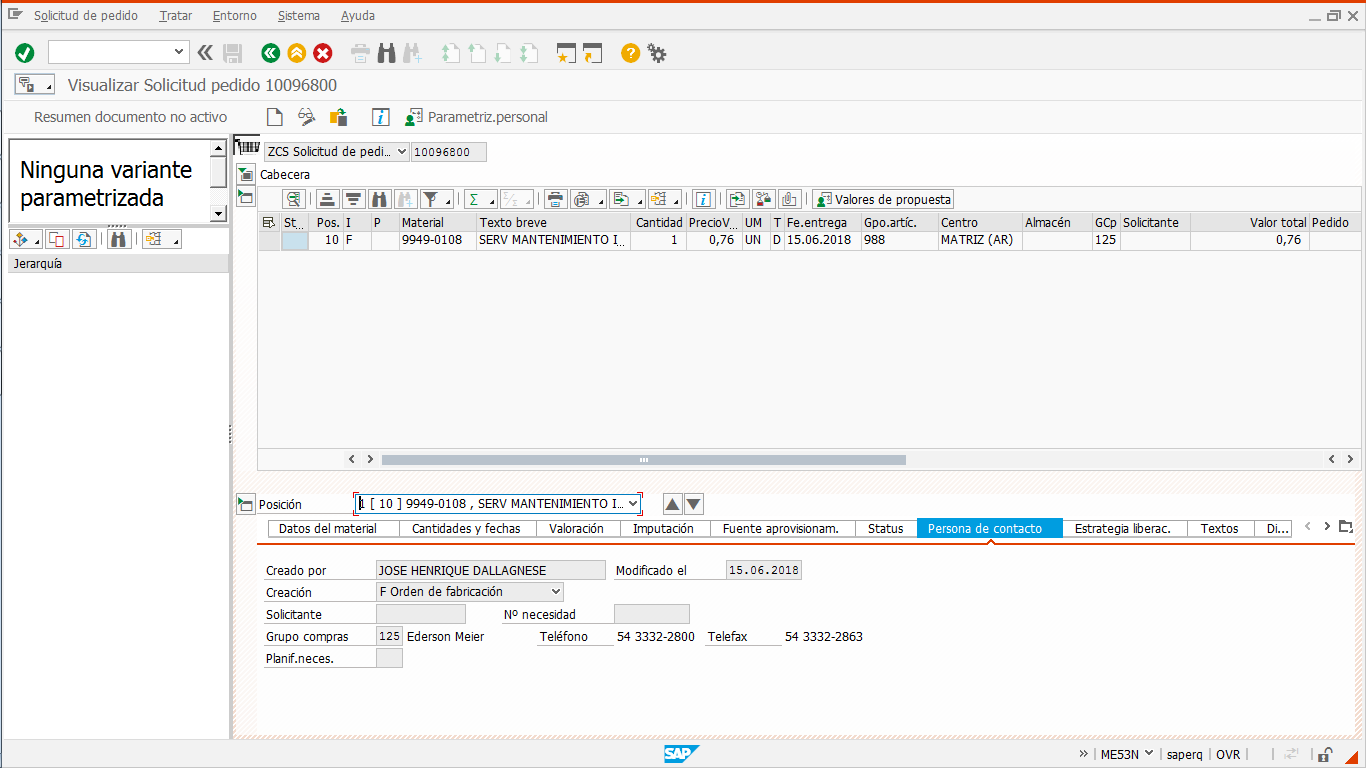 Solicitud de pedido Tratar Entorno Sistema Ayuda
Visualizar Solicitud pedido 10096800
Resumen documento no activo Parametriz.personal
Ninguna variante
parametrizada
Jerarquía
ZCS Solicitud de pedi... 10096800
Cabecera
Valores de propuesta
St... Pos. I P Material Texto breve Cantidad PrecioV... UM T Fe.entrega Gpo.artíc. Centro Almacén GCp Solicitante Valor total Pedido
10 F 9949-0108 SERV MANTENIMIENTO I... 1 0,76 UN D 15.06.2018 988 MATRIZ (AR) 125 0,76
Posición 1 [ 10 ] 9949-0108 , SERV MANTENIMIENTO I...
Datos del material Cantidades y fechas Valoración Imputación Fuente aprovisionam. Status Persona de contacto Estrategia liberac. Textos Di...
Creado por JOSE HENRIQUE DALLAGNESE Modificado el 15.06.2018
Creación F Orden de fabricación
Solicitante Nº necesidad
Grupo compras 125 Ederson Meier Teléfono 54 3332-2800 Telefax 54 3332-2863
Planif.neces.
SAP ME53N saperq OVR